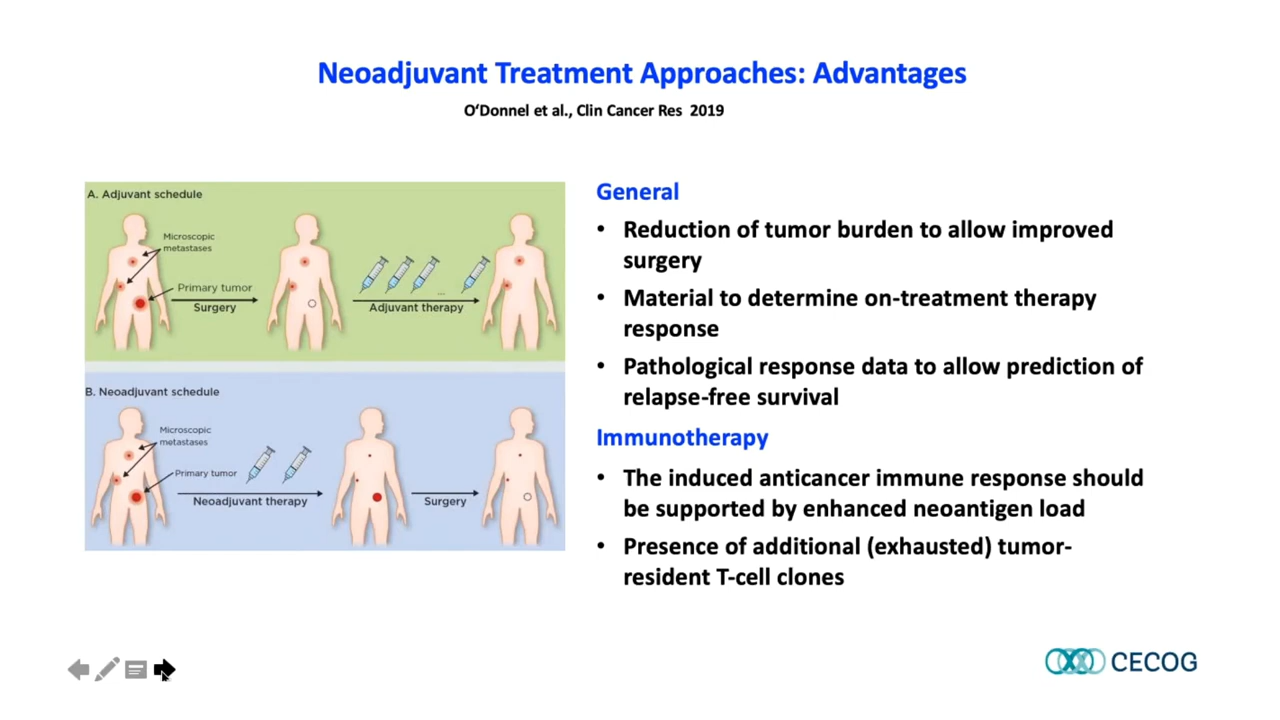 Neoadjuvant Treatment Approaches: Advantages
O‘Donnel et al., Clin Cancer Res 2019
A. Adjuvant schedule
Microscopic
metastases
Primary tumor
Surgery
...
Adjuvant therapy
B. Neoadjuvant schedule
Microscopic
metastases
Primary tumor
Neoadjuvant therapy
Surgery
General
• Reduction of tumor burden to allow improved
surgery
• Material to determine on-treatment therapy
response
• Pathological response data to allow prediction of
relapse-free survival
Immunotherapy
• The induced anticancer immune response should
be supported by enhanced neoantigen load
• Presence of additional (exhausted) tumor-
resident T-cell clones
CECOG